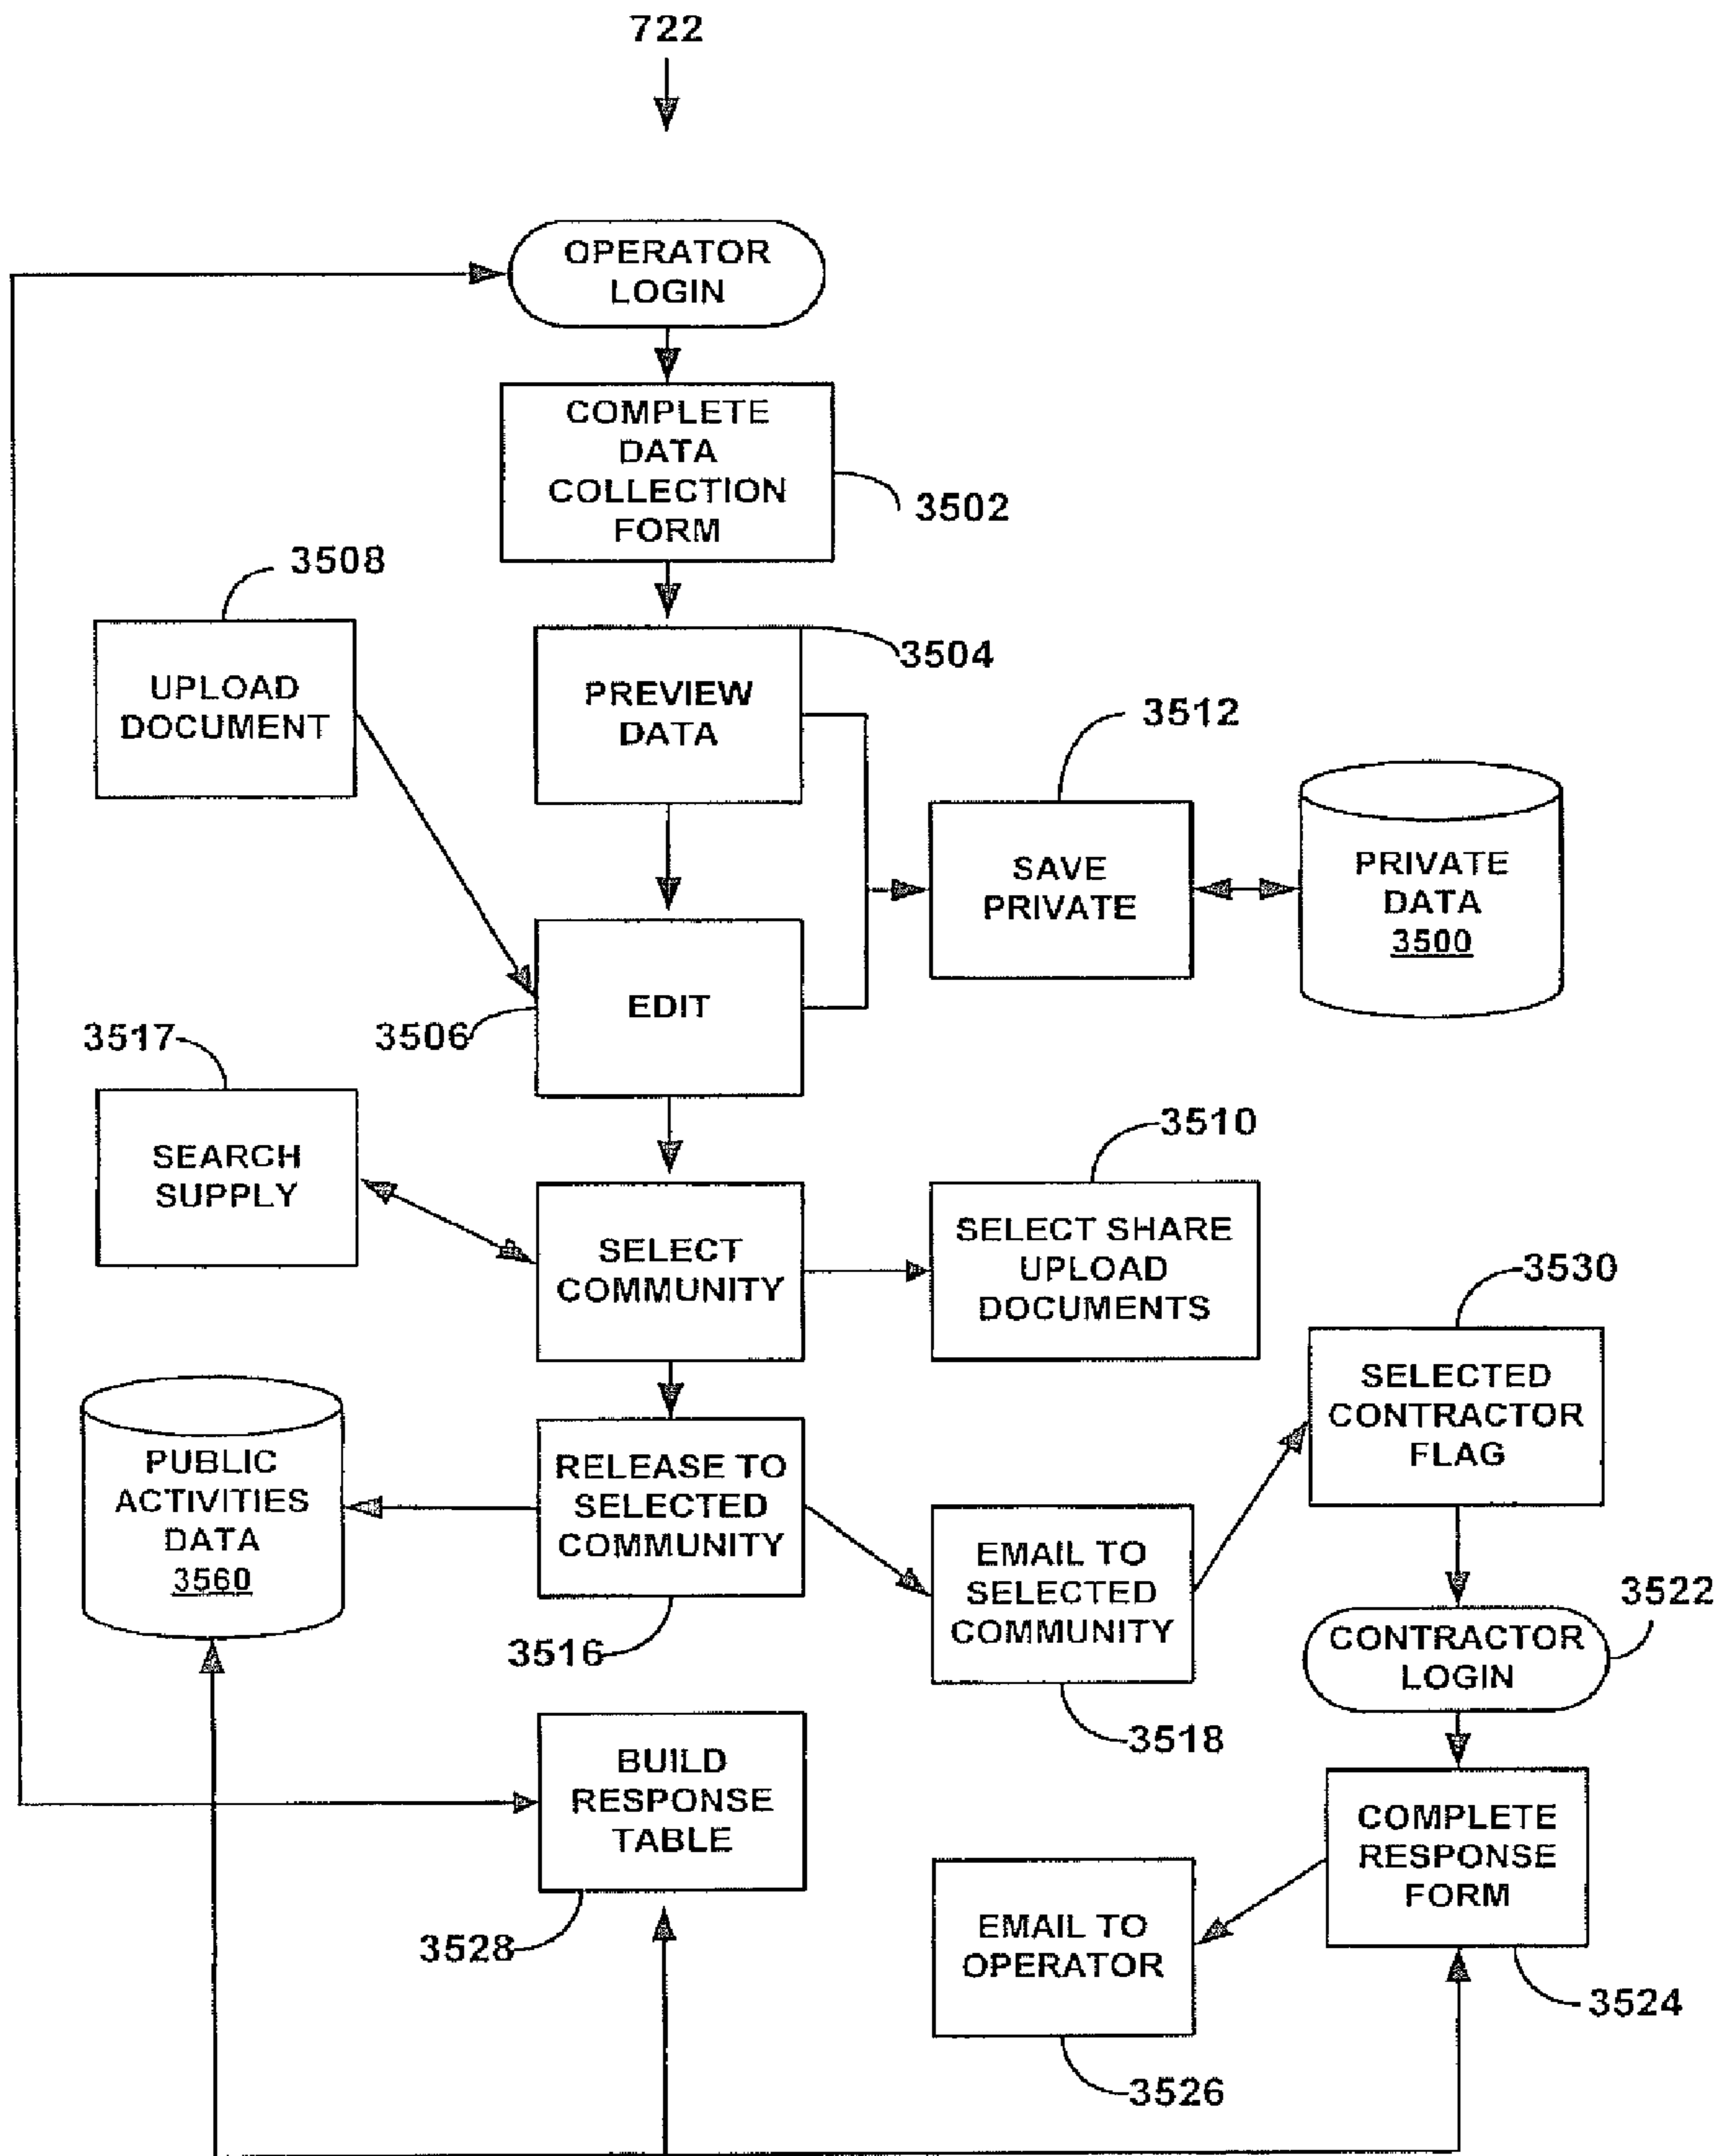 722
OPERATOR
LOGIN
COMPLETE
DATA
COLLECTION
FORM
3502
3508
UPLOAD
DOCUMENT
3504
PREVIEW
DATA
3512
SAVE
PRIVATE
PRIVATE
DATA
3500
EDIT
3506
3517
SEARCH
SUPPLY
3510
SELECT
COMMUNITY
SELECT SHARE
UPLOAD
DOCUMENTS
3530
SELECTED
CONTRACTOR
FLAG
PUBLIC
ACTIVITIES
DATA
3560
RELEASE TO
SELECTED
COMMUNITY
3516
EMAIL TO
SELECTED
COMMUNITY
3518
3522
CONTRACTOR
LOGIN
BUILD
RESPONSE
TABLE
3528
COMPLETE
RESPONSE
FORM
3524
EMAIL TO
OPERATOR
3526